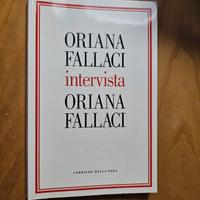 ORIANA
FALLACI
intervista
ORIANA
FALLACI
CORRIERE DELLA SERA